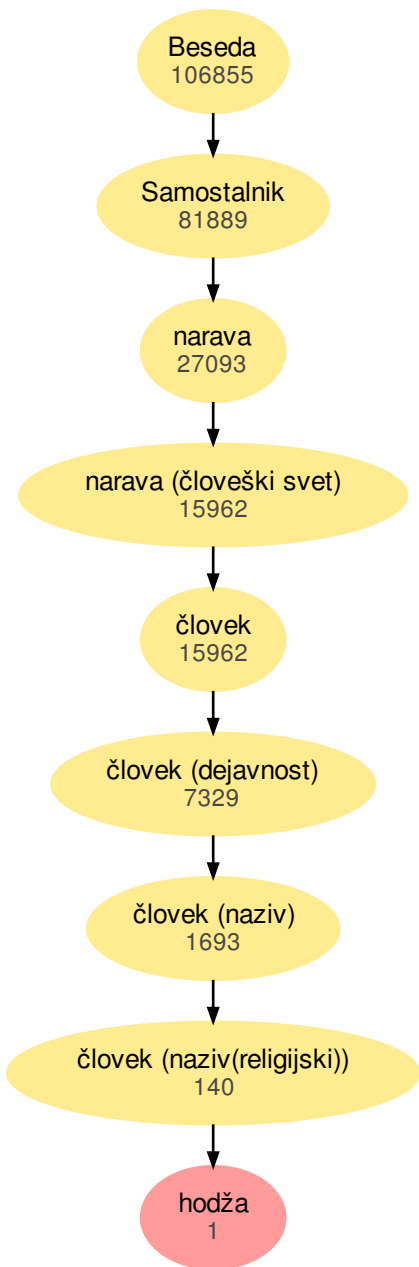 Beseda
106855
Samostalnik
81889
narava
27093
narava (človeški svet)
15962
človek
15962
človek (dejavnost)
7329
človek (naziv)
1693
človek (naziv(religijski))
140
hodža
1